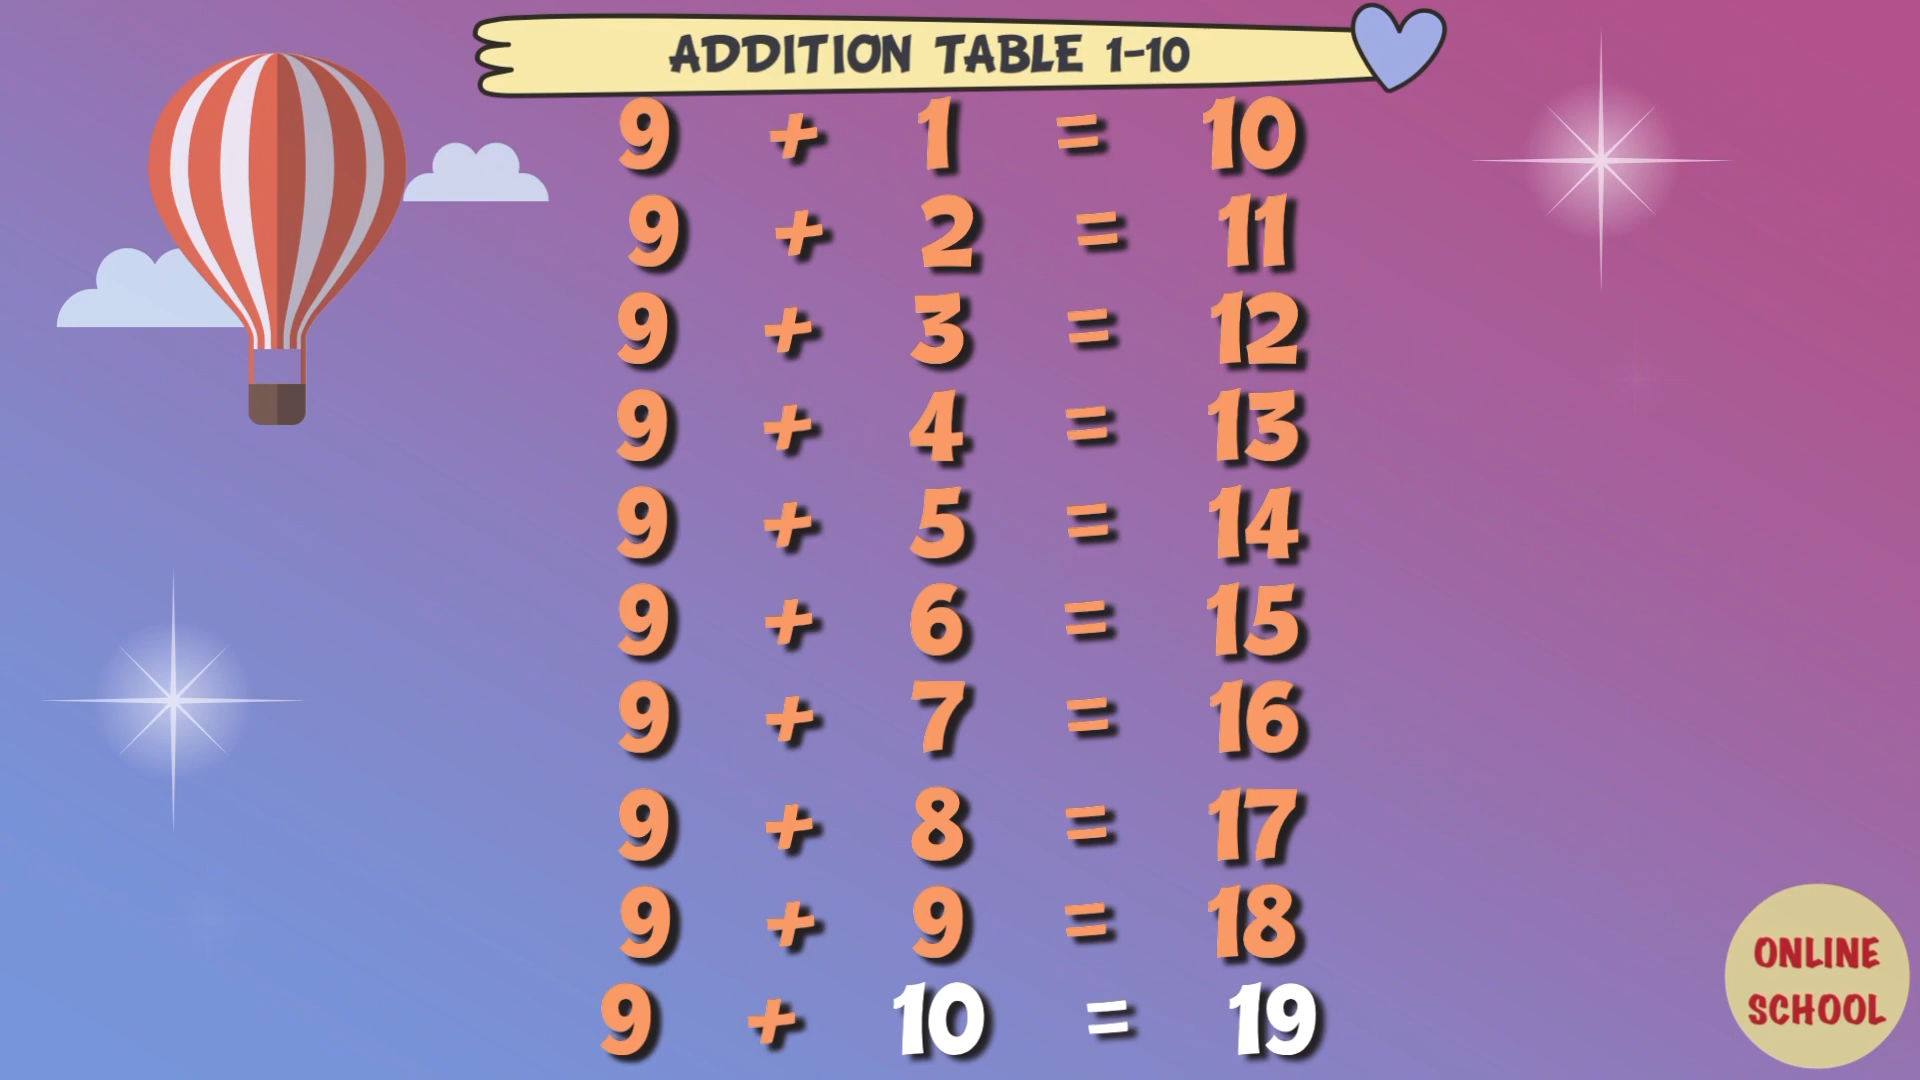 ADDITION TABLE 1-10
9 + 1 = 10
9 + 2 = 11
9 + 3 = 12
9 + 4 = 13
9 + 5 = 14
9 + 6 = 15
9 + 7 = 16
9 + 8 = 17
9 + 9 = 18
9 + 10 = 19
ONLINE
SCHOOL